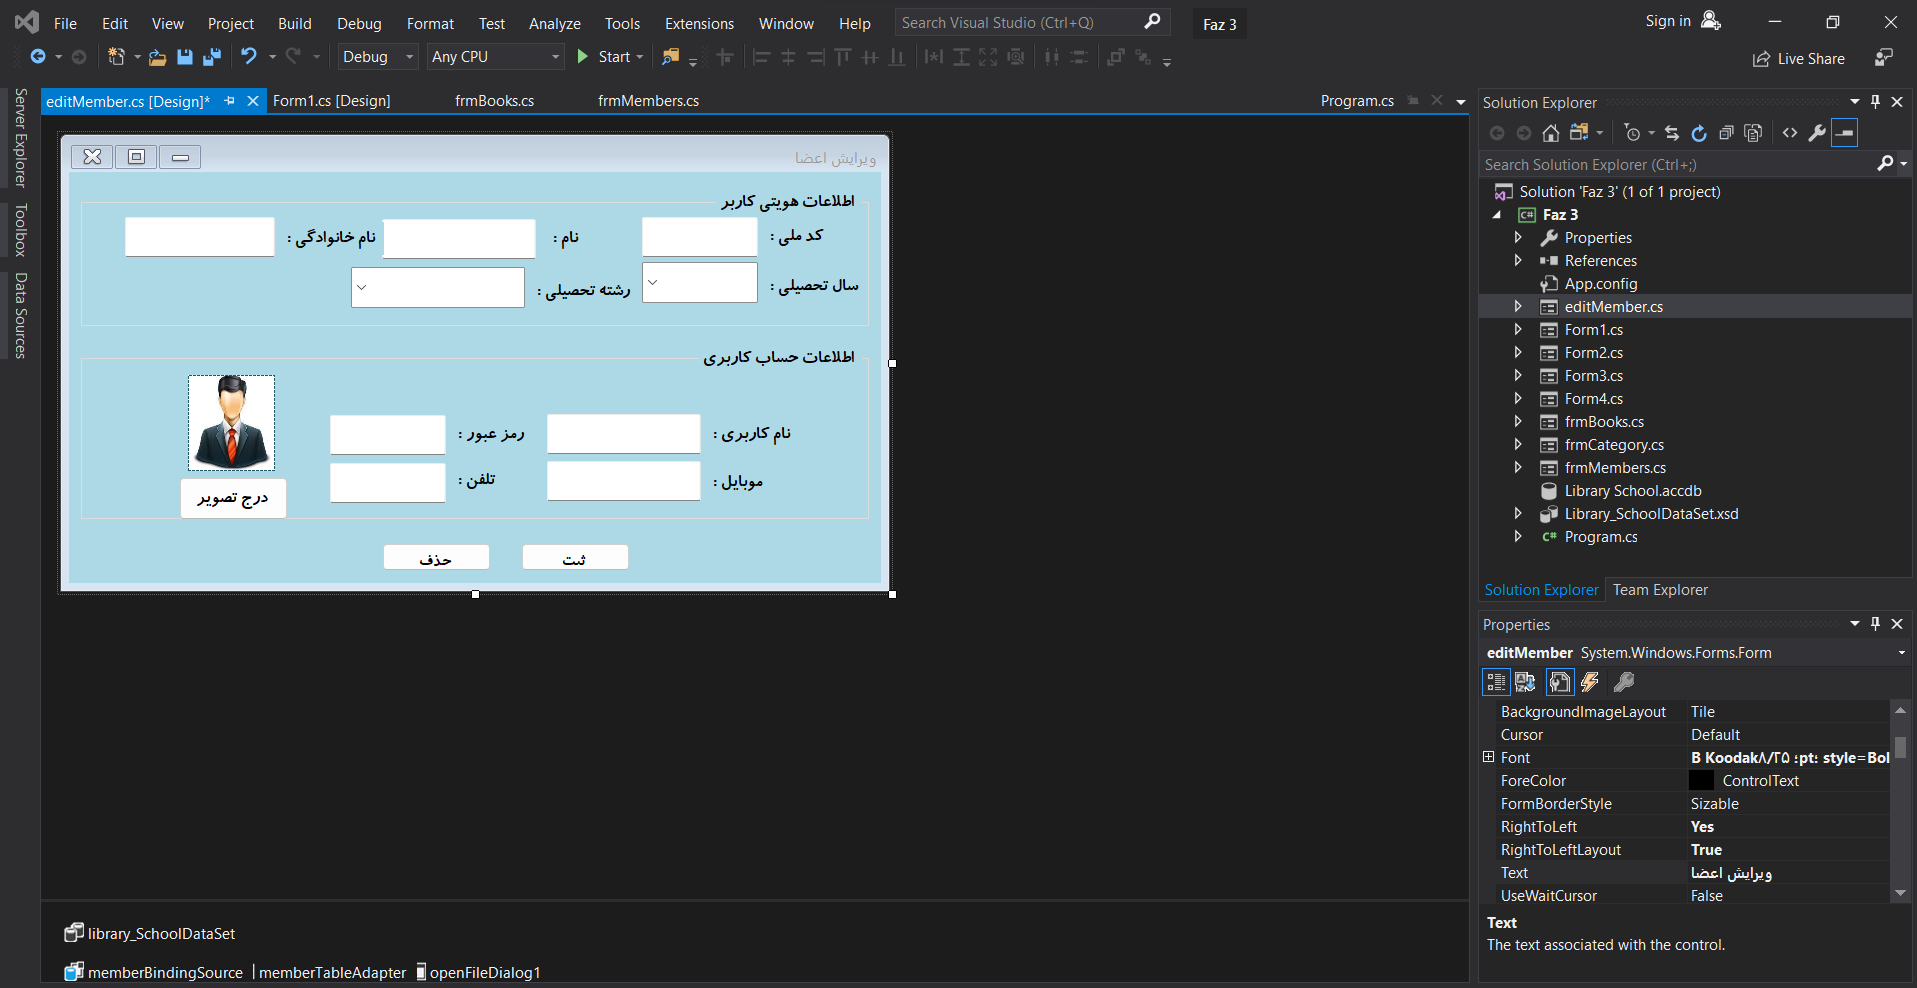 File Edit View Project Build Debug Format Test Analyze Tools Extensions Window Help Search Visual Studio (Ctrl+Q) Faz 3 Sign in
Debug Any CPU Start Live Share
Server Explorer
Toolbox
Data Sources
editMember.cs [Design]* Form1.cs [Design] frmBooks.cs frmMembers.cs Program.cs
ویرایش اعضا
اطلاعات هویتی کاربر
کد ملی : نام : نام خانوادگی :
سال تحصیلی : رشته تحصیلی :
اطلاعات حساب کاربری
نام کاربری : رمز عبور :
موبایل : تلفن :
درج تصویر
ثبت حذف
library_SchoolDataSet
memberBindingSource memberTableAdapter openFileDialog1
Solution Explorer
Search Solution Explorer (Ctrl+;)
Solution 'Faz 3' (1 of 1 project)
C# Faz 3
Properties
References
App.config
editMember.cs
Form1.cs
Form2.cs
Form3.cs
Form4.cs
frmBooks.cs
frmCategory.cs
frmMembers.cs
Library School.accdb
Library_SchoolDataSet.xsd
C# Program.cs
Solution Explorer Team Explorer
Properties
editMember System.Windows.Forms.Form
BackgroundImageLayout Tile
Cursor Default
Font B Koodak۸/۲۵ ؛pt؛ style=Bol
ForeColor ControlText
FormBorderStyle Sizable
RightToLeft Yes
RightToLeftLayout True
Text ویرایش اعضا
UseWaitCursor False
Text
The text associated with the control.